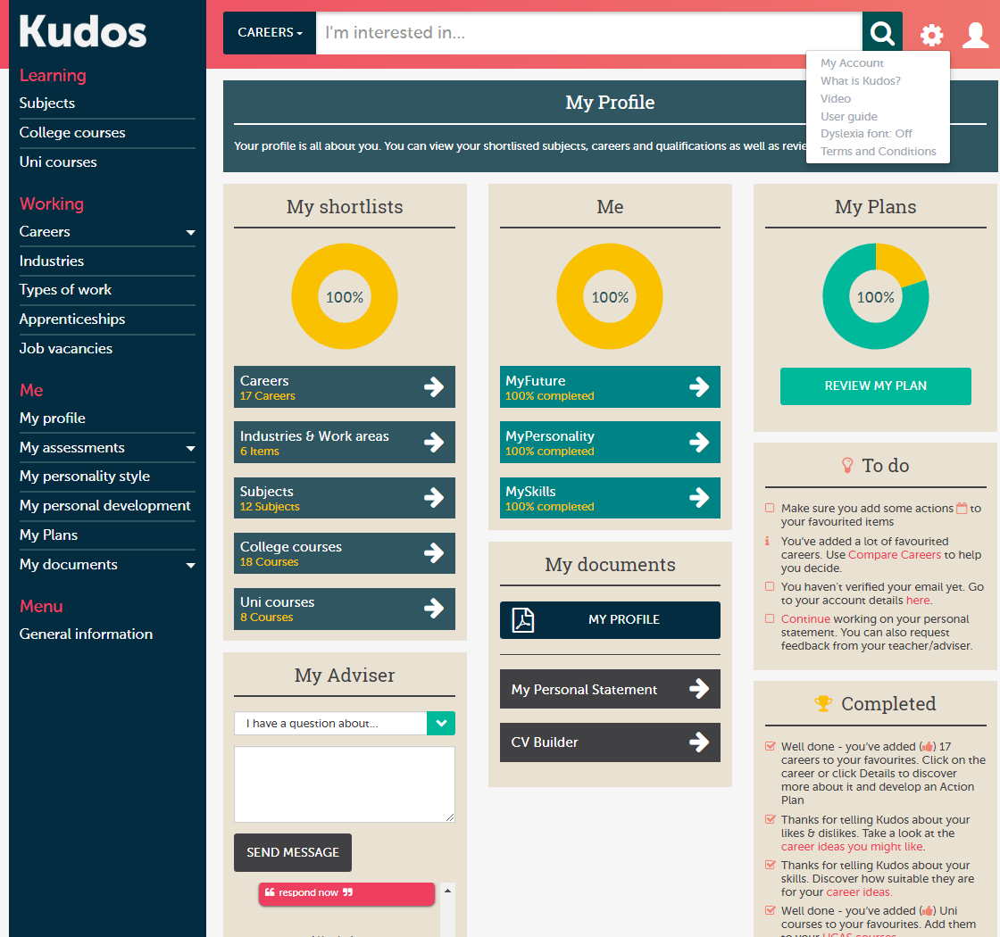 Kudos
Learning
Subjects
College courses
Uni courses
Working
Careers
Industries
Types of work
Apprenticeships
Job vacancies
Me
My profile
My assessments
My personality style
My personal development
My Plans
My documents
Menu
General information
CAREERS
I'm interested in...
My Account
What is Kudos?
Video
User guide
Dyslexia font: Off
Terms and Conditions
My Profile
Your profile is all about you. You can view your shortlisted subjects, careers and qualifications as well as
My shortlists
100%
Careers
17 Careers
Industries & Work areas
6 Items
Subjects
12 Subjects
College courses
18 Courses
Uni courses
8 Courses
My Adviser
I have a question about...
SEND MESSAGE
respond now
Me
100%
MyFuture
100% completed
MyPersonality
100% completed
MySkills
100% completed
My documents
MY PROFILE
My Personal Statement
CV Builder
My Plans
100%
REVIEW MY PLAN
To do
Make sure you add some actions to
your favourited items
You've added a lot of favourited
careers. Use Compare Careers to help
you decide.
You haven't verified your email yet. Go
to your account details here.
Continue working on your personal
statement. You can also request
feedback from your teacher/adviser.
Completed
Well done - you've added () 17
careers to your favourites. Click on the
career or click Details to discover
more about it and develop an Action
Plan
Thanks for telling Kudos about your
likes & dislikes. Take a look at the
career ideas you might like.
Thanks for telling Kudos about your
skills. Discover how suitable they are
for your career ideas.
Well done - you've added () Uni
courses to your favourites. Add them
to your UCAS courses